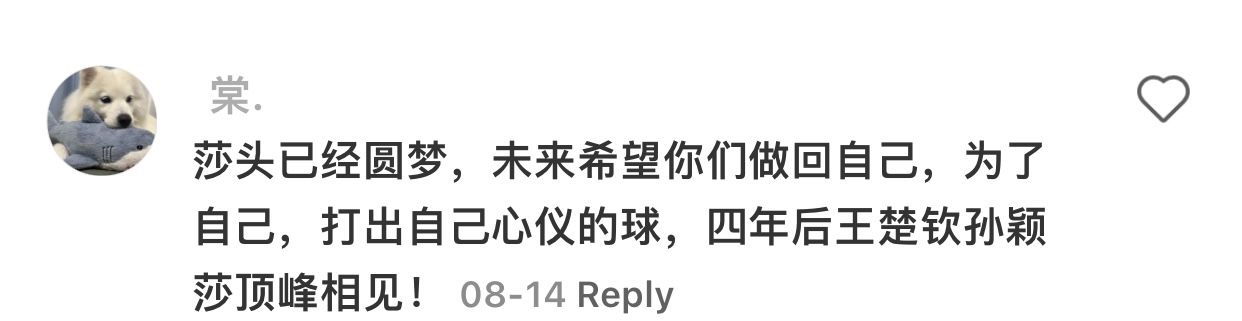 棠.
莎头已经圆梦，未来希望你们做回自己，为了
自己，打出自己心仪的球，四年后王楚钦孙颖
莎顶峰相见！ 08-14 Reply